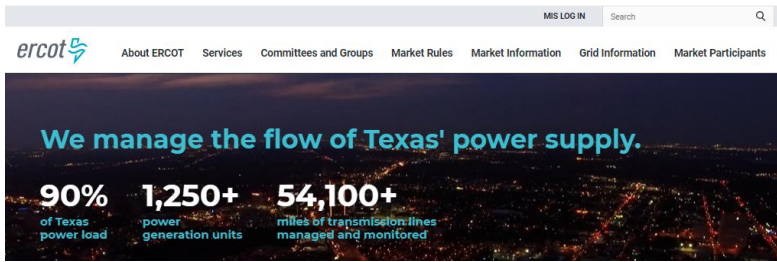 MIS LOG IN
Search
ercot
About ERCOT Services Committees and Groups Market Rules Market Information Grid Information Market Participants
We manage the flow of Texas' power supply.
90% 1,250+ 54,100+
of Texas power miles of transmission lines
power load generation units managed and monitored